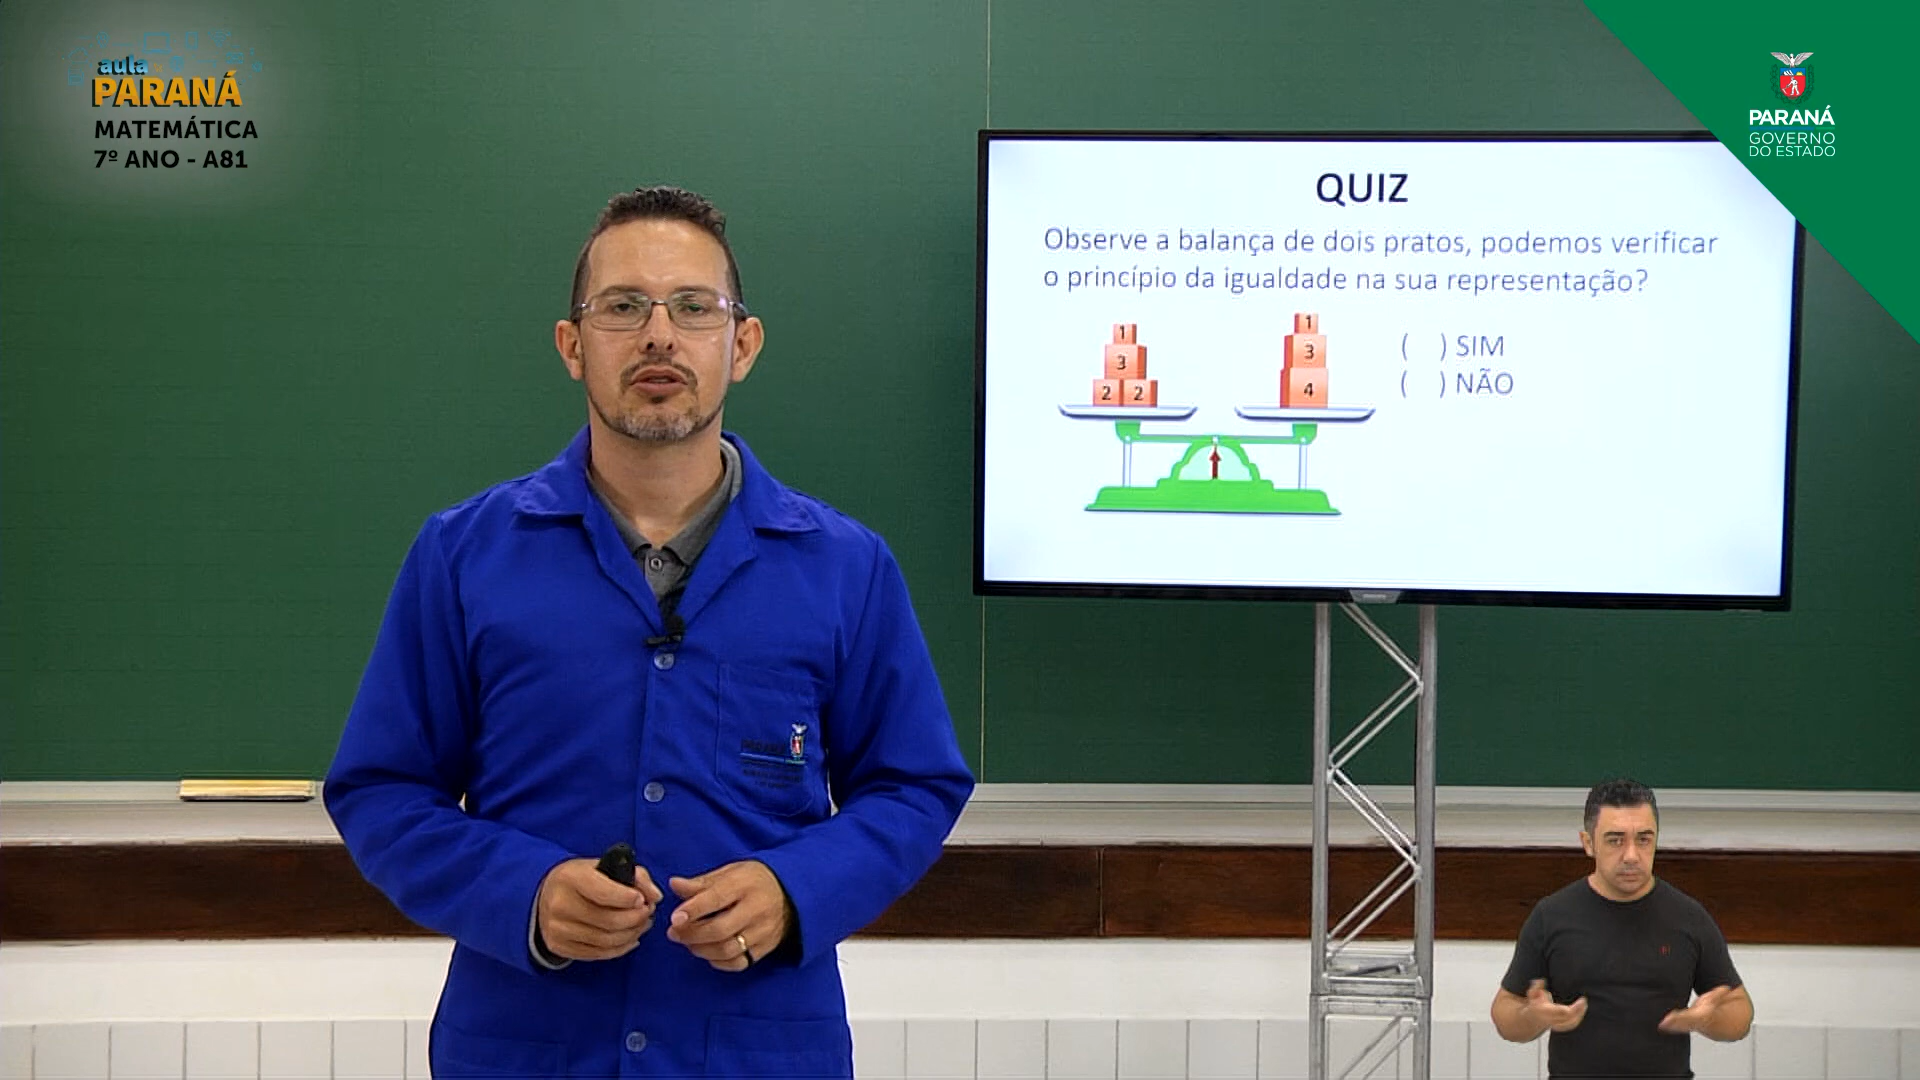 aula
PARANÁ
MATEMÁTICA
7º ANO - A81
PARANÁ
GOVERNO
DO ESTADO
QUIZ
Observe a balança de dois pratos, podemos verificar
o princípio da igualdade na sua representação?
1
3
2 2
1
3
4
( ) SIM
( ) NÃO
PARANÁ